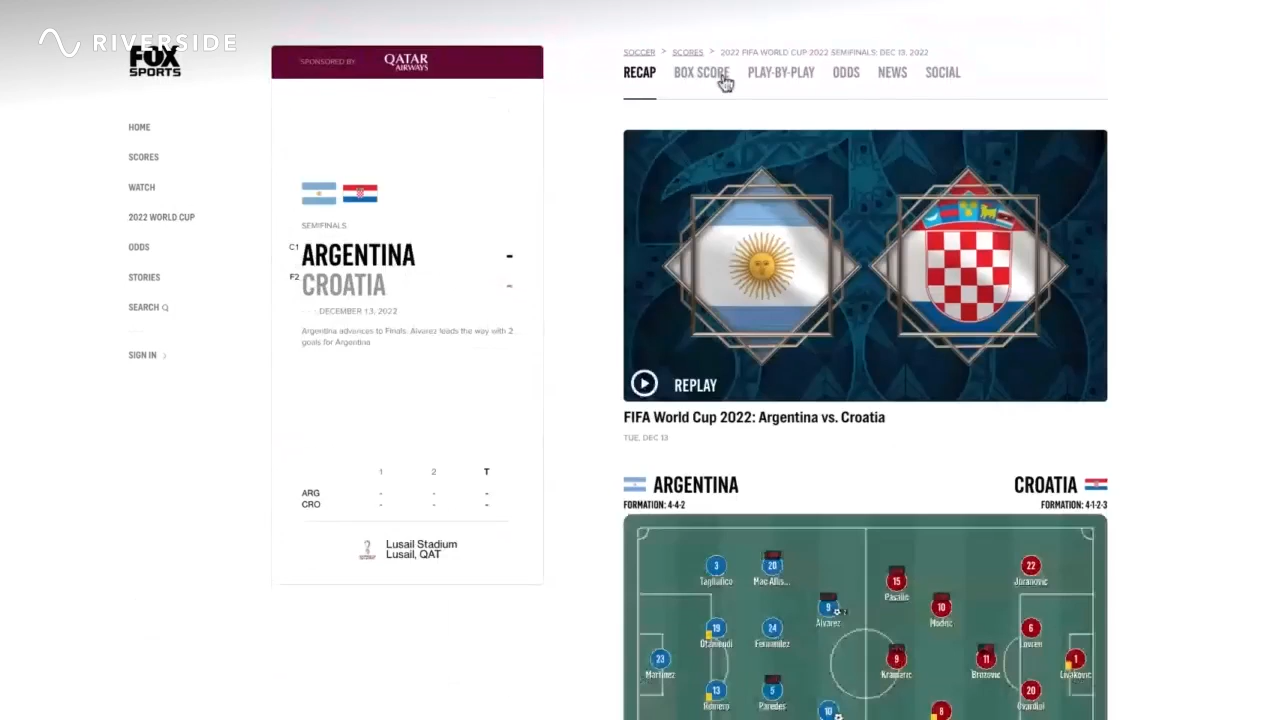 RIVERSIDE
FOX
SPORTS
HOME
SCORES
WATCH
2022 WORLD CUP
ODDS
STORIES
SEARCH
SIGN IN
SPONSORED BY QATAR AIRWAYS
SEMIFINALS
C1 ARGENTINA -
F2 CROATIA -
DECEMBER 13, 2022
Argentina advances to Finals. Alvarez leads the way with 2
goals for Argentina
1 2 T
ARG - - -
CRO - - -
Lusail Stadium
Lusail, QAT
SOCCER > SCORES > 2022 FIFA WORLD CUP 2022 SEMIFINALS: DEC 13, 2022
RECAP BOX SCORE PLAY-BY-PLAY ODDS NEWS SOCIAL
REPLAY
FIFA World Cup 2022: Argentina vs. Croatia
TUE, DEC 13
ARGENTINA CROATIA
FORMATION: 4-4-2 FORMATION: 4-1-2-3
3 20 22
Tagliafico Mac Allis... 15 Juranovic
Pasalic
9 10
Alvarez Modric
19 24 6
Otamendi Fernandez Lovren
23 9 11 1
Martinez Kramaric Brozovic Livakovic
13 5 20
Romero Paredes Gvardiol
10 8